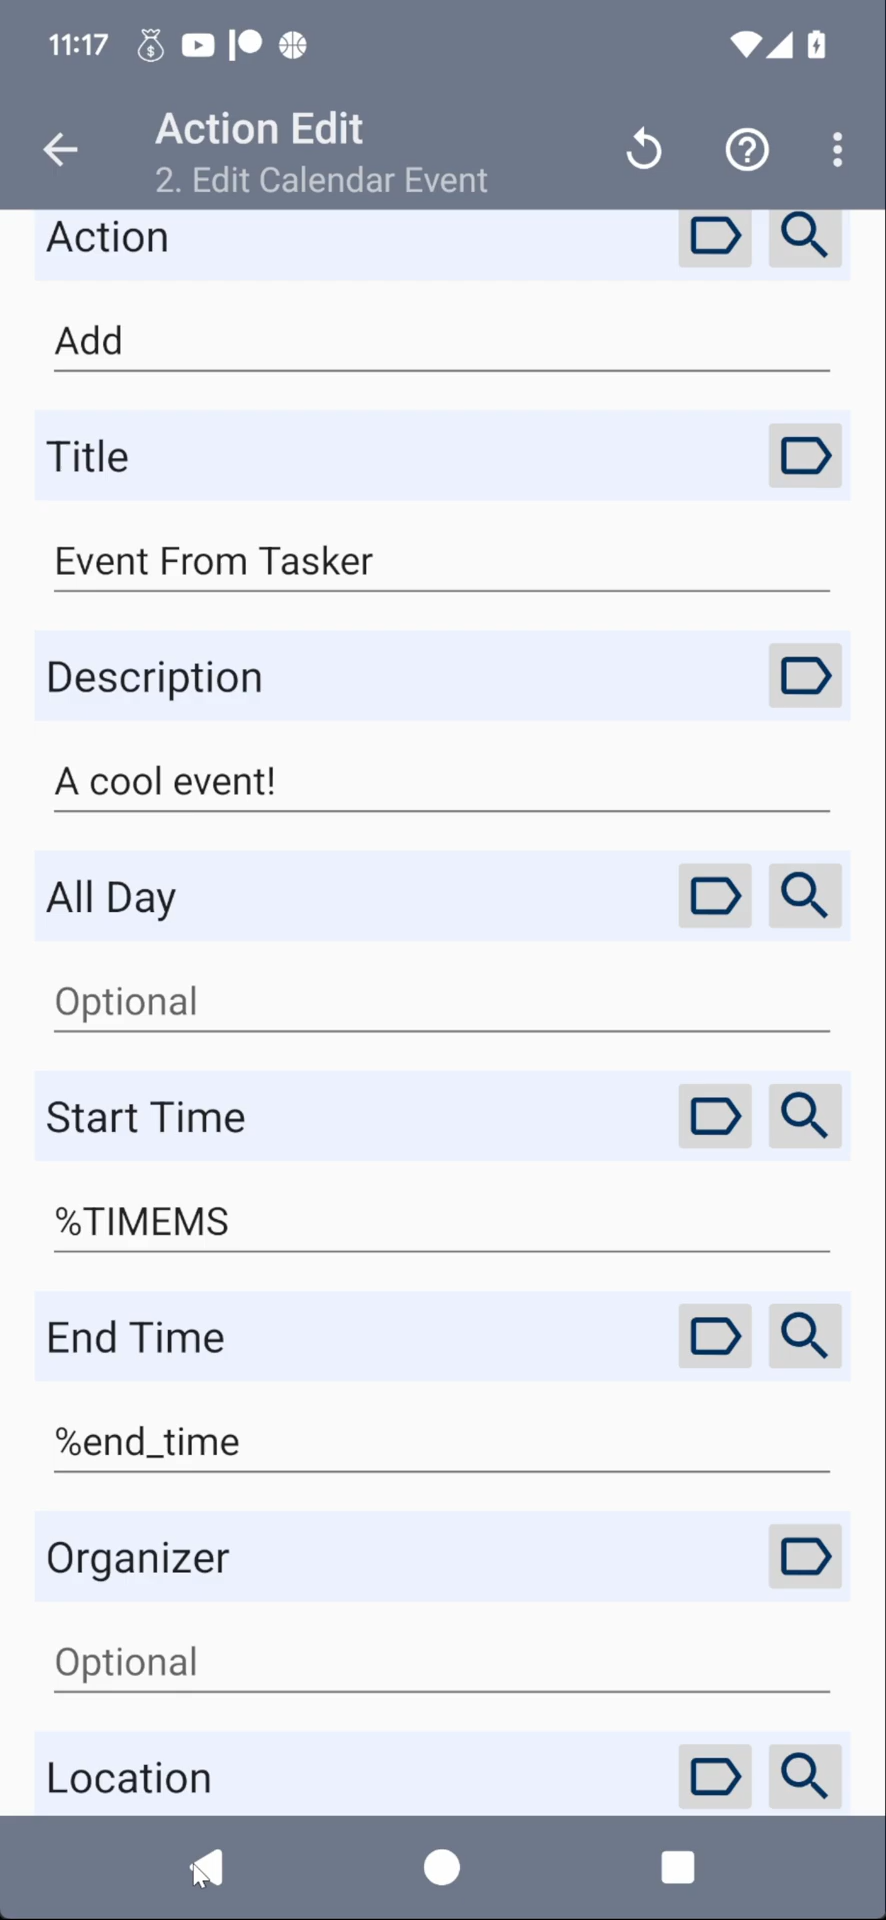 11:17
Action Edit
2. Edit Calendar Event
Action
Add
Title
Event From Tasker
Description
A cool event!
All Day
Optional
Start Time
%TIMEMS
End Time
%end_time
Organizer
Optional
Location